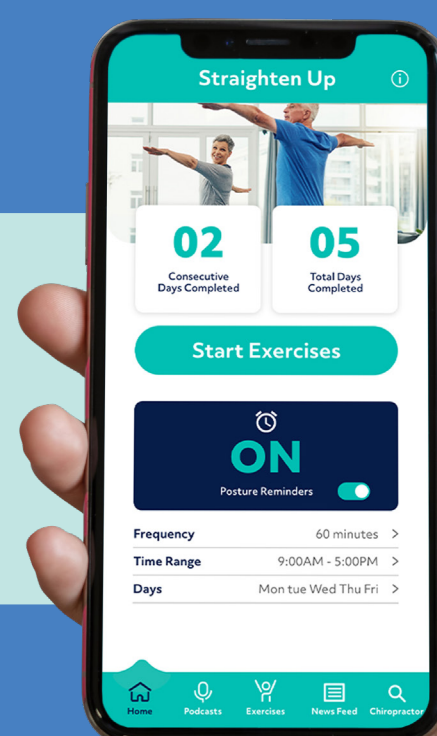 Straighten Up
02
Consecutive
Days Completed
05
Total Days
Completed
Start Exercises
ON
Posture Reminders
Frequency 60 minutes >
Time Range 9:00AM - 5:00PM >
Days Mon tue Wed Thu Fri >
Home Podcasts Exercises News Feed Chiropractor